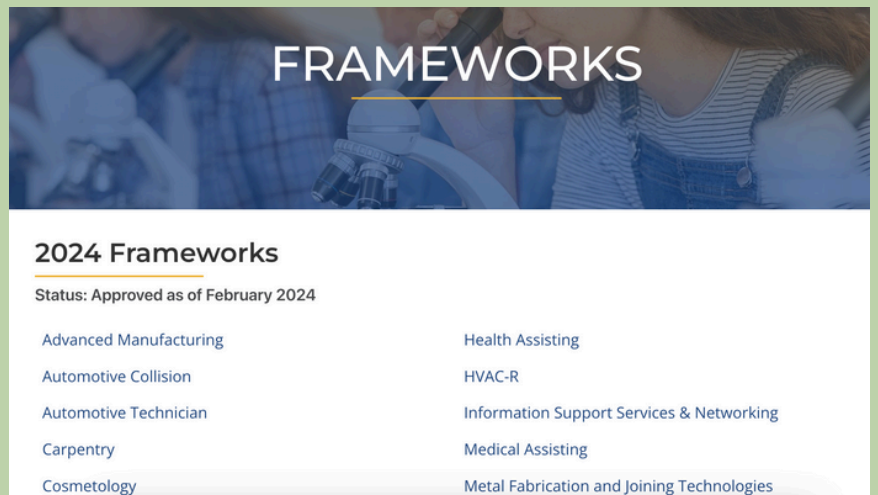 FRAMEWORKS
2024 Frameworks
Status: Approved as of February 2024
Advanced Manufacturing
Automotive Collision
Automotive Technician
Carpentry
Cosmetology
Health Assisting
HVAC-R
Information Support Services & Networking
Medical Assisting
Metal Fabrication and Joining Technologies